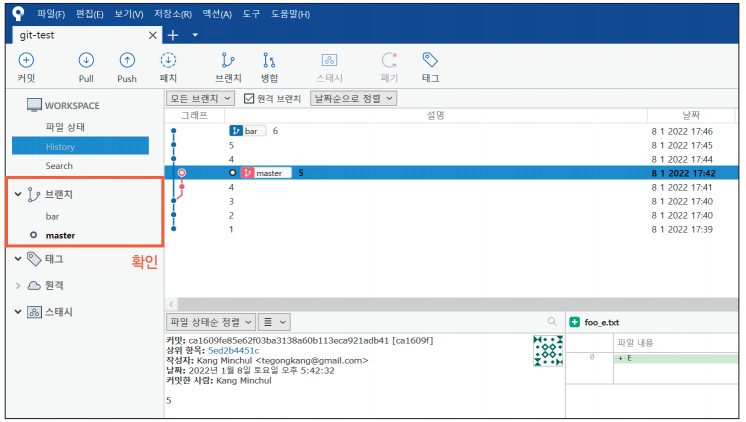 파일(F) 편집(E) 보기(V) 저장소(R) 액션(A) 도구 도움말(H)
git-test
커밋 Pull Push 패치 브랜치 병합 스태시 폐기 태그
WORKSPACE
파일 상태
History
Search
브랜치
bar
master
태그
확인
원격
스태시
모든 브랜치 원격 브랜치 날짜순으로 정렬
그래프 설명 날짜
bar 6 8 1 2022 17:46
5 8 1 2022 17:45
4 8 1 2022 17:44
master 5 8 1 2022 17:42
4 8 1 2022 17:41
3 8 1 2022 17:40
2 8 1 2022 17:40
1 8 1 2022 17:39
파일 상태순 정렬
커밋: ca1609fe85e62f03ba3138a60b113eca921adb41 [ca1609f]
상위 항목: 5ed2b4451c
작성자: Kang Minchul <tegongkang@gmail.com>
날짜: 2022년 1월 8일 토요일 오후 5:42:32
커밋한 사람: Kang Minchul
5
foo_e.txt
파일 내용
0 + E